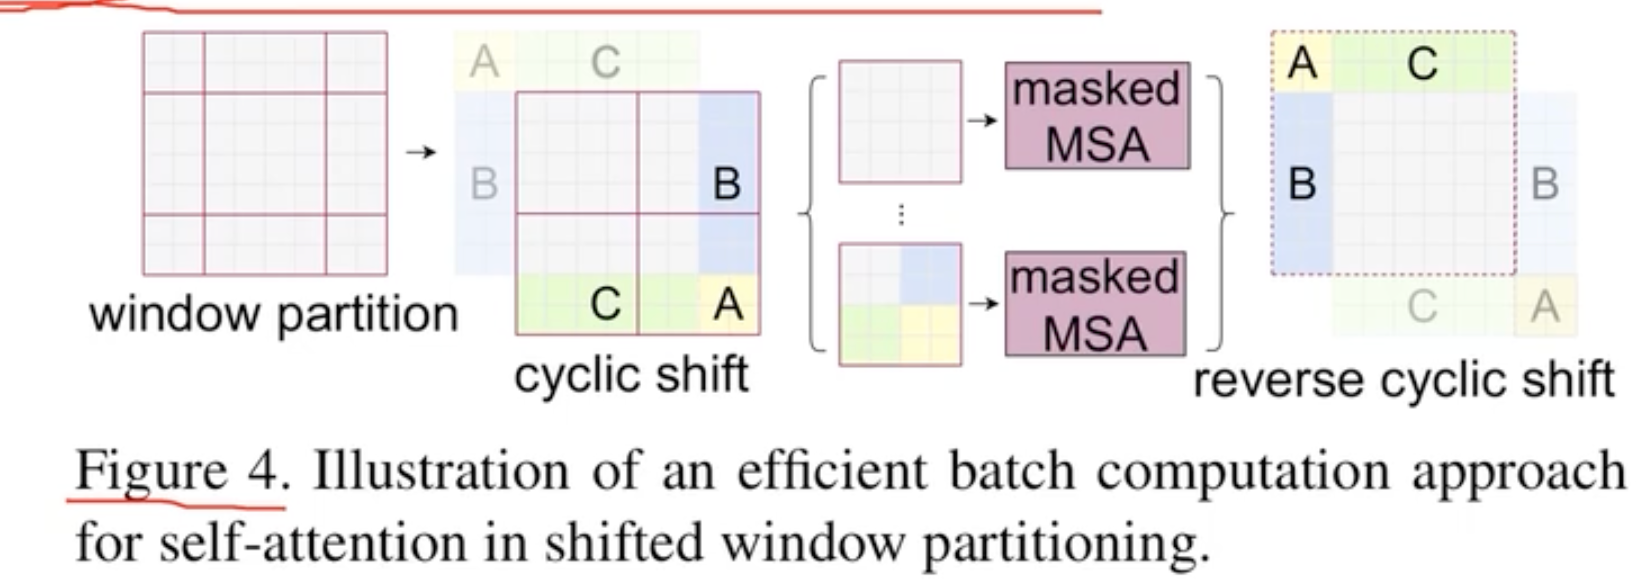 A C
B
B
C A
window partition
cyclic shift
masked
MSA
masked
MSA
A C
B
B
C A
reverse cyclic shift
Figure 4. Illustration of an efficient batch computation approach
for self-attention in shifted window partitioning.